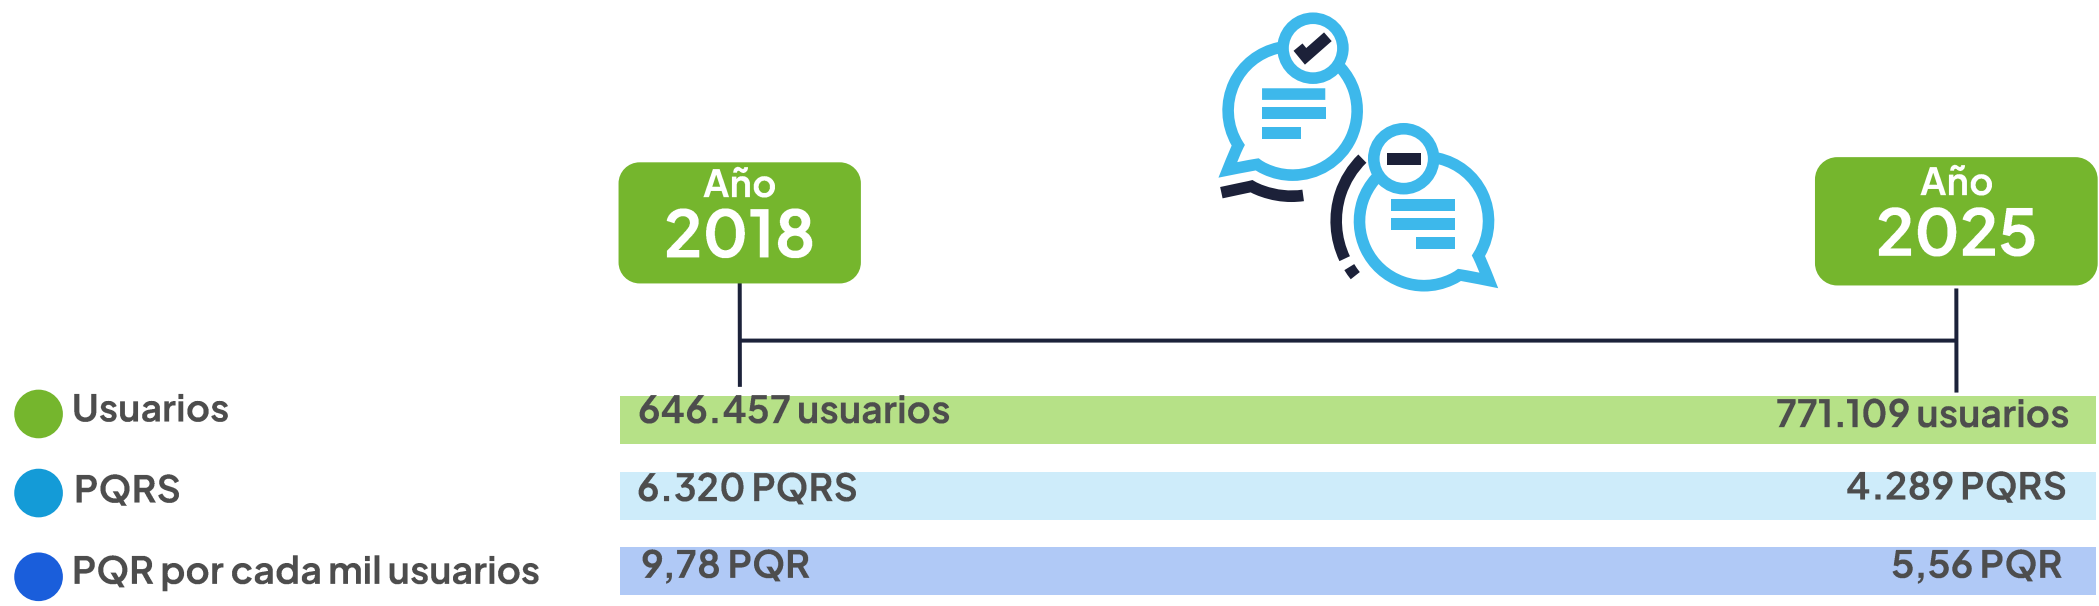 Año
2018
Año
2025
Usuarios
646.457 usuarios
771.109 usuarios
PQRS
6.320 PQRS
4.289 PQRS
PQR por cada mil usuarios
9,78 PQR
5,56 PQR